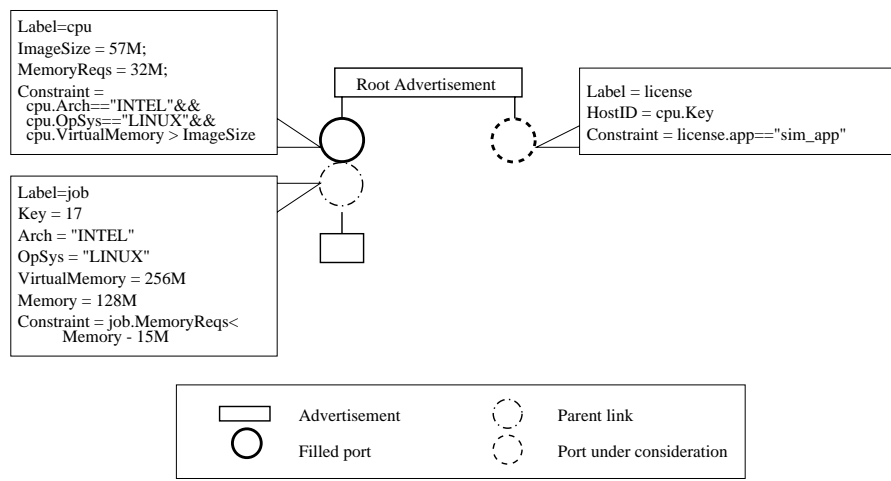 Label=cpu
ImageSize = 57M;
MemoryReqs = 32M;
Constraint =
cpu.Arch=="INTEL"&&
cpu.OpSys=="LINUX"&&
cpu.VirtualMemory > ImageSize
Root Advertisement
Label = license
HostID = cpu.Key
Constraint = license.app=="sim_app"
Label=job
Key = 17
Arch = "INTEL"
OpSys = "LINUX"
VirtualMemory = 256M
Memory = 128M
Constraint = job.MemoryReqs<
Memory - 15M
Advertisement
Parent link
Filled port
Port under consideration